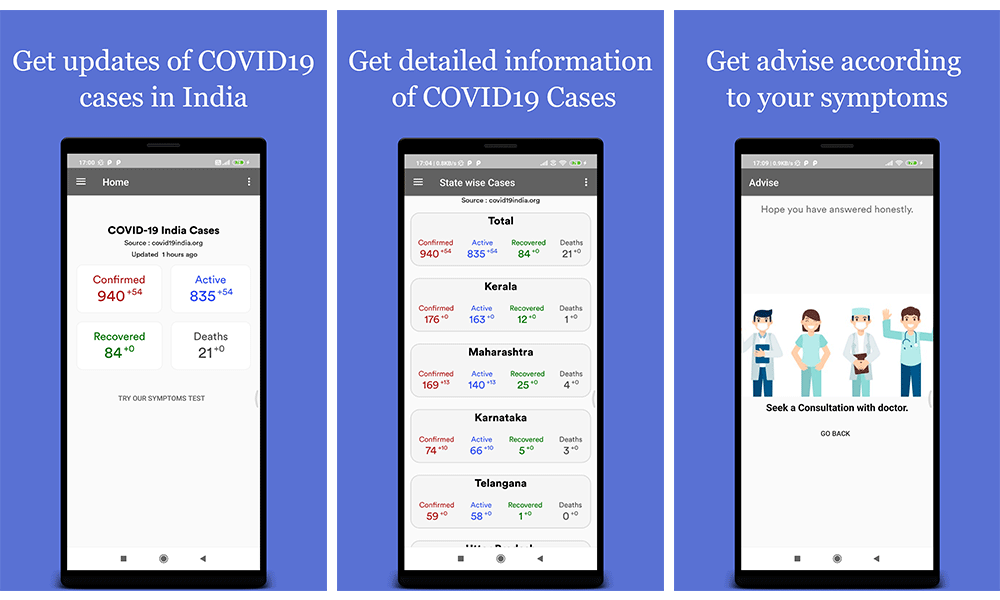 Get updates of COVID19
cases in India
17:00 P P
Home
COVID-19 India Cases
Source : covid19india.org
Updated 1 hours ago
Confirmed
940 +54
Active
835 +54
Recovered
84 +0
Deaths
21 +0
TRY OUR SYMPTOMS TEST
Get detailed information
of COVID19 Cases
17:04 | 0.8KB/s P P
State wise Cases
Source : covid19india.org
Total
Confirmed Active Recovered Deaths
940 +54 835 +54 84 +0 21 +0
Kerala
Confirmed Active Recovered Deaths
176 +0 163 +0 12 +0 1 +0
Maharashtra
Confirmed Active Recovered Deaths
169 +13 140 +13 25 +0 4 +0
Karnataka
Confirmed Active Recovered Deaths
74 +10 66 +10 5 +0 3 +0
Telangana
Confirmed Active Recovered Deaths
59 +0 58 +0 1 +0 0 +0
Get advise according
to your symptoms
17:09 | 0.9KB/s P P
Advise
Hope you have answered honestly.
Seek a Consultation with doctor.
GO BACK